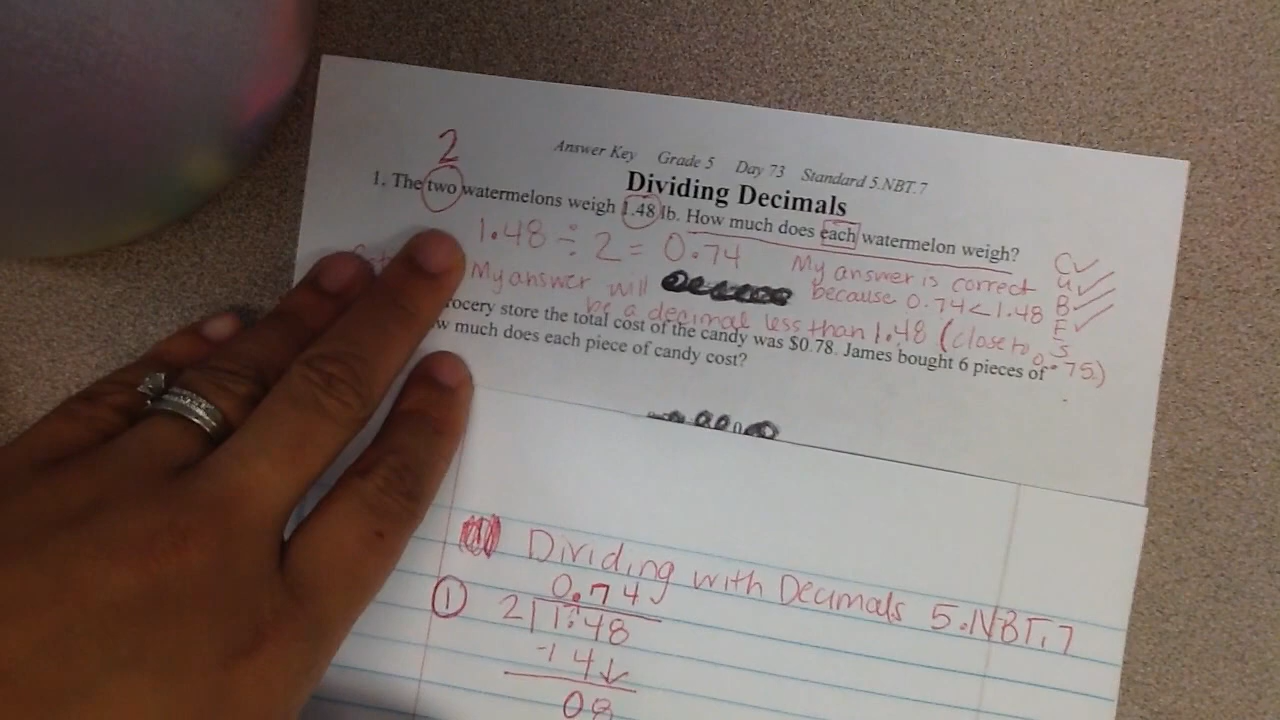 Answer Key Grade 5 Day 73 Standard 5.NBT.7
Dividing Decimals
2
1. The two watermelons weigh 1.48 lb. How much does each watermelon weigh?
1.48 ÷ 2 = 0.74
My answer is correct
because 0.74 < 1.48
C ✓
U ✓
B ✓
E ✓
S
My answer will
be a decimal less than 1.48 (close to 0.75.)
the total cost of the candy was $0.78. James bought 6 pieces of
much does each piece of candy cost?
Dividing with Decimals 5.NBT.7
1
0.74
2 1.48
-14↓
08